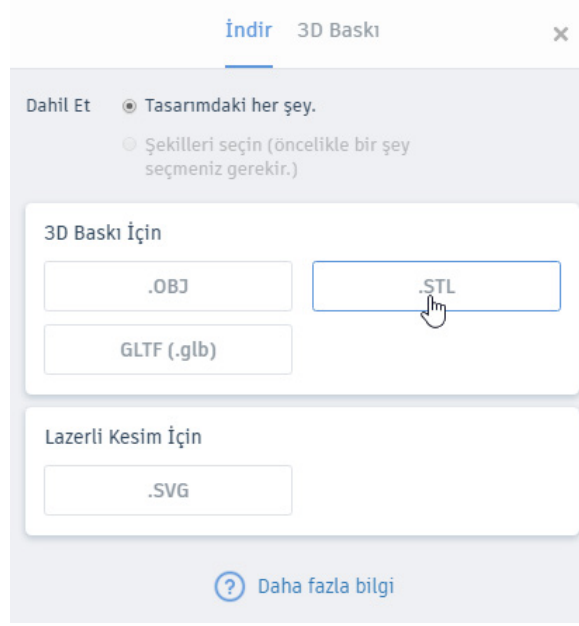 İndir 3D Baskı
Dahil Et Tasarımdaki her şey.
Şekilleri seçin (öncelikle bir şey
seçmeniz gerekir.)
3D Baskı İçin
.OBJ .STL
GLTF (.glb)
Lazerli Kesim İçin
.SVG
? Daha fazla bilgi